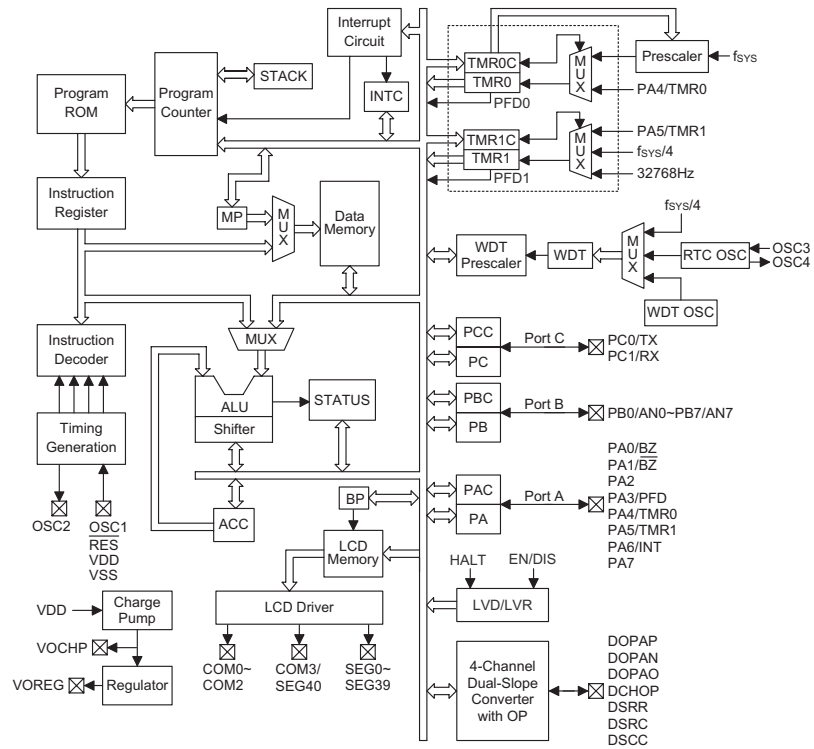 Interrupt
Circuit
Program
ROM
Program
Counter
STACK
INTC
TMR0C
TMR0
PFD0
MUX
Prescaler
fSYS
PA4/TMR0
TMR1C
TMR1
PFD1
MUX
PA5/TMR1
fSYS/4
32768Hz
Instruction
Register
MP
MUX
Data
Memory
WDT
Prescaler
WDT
MUX
fSYS/4
RTC OSC
OSC3
OSC4
WDT OSC
Instruction
Decoder
MUX
ALU
Shifter
STATUS
PCC
PC
Port C
PC0/TX
PC1/RX
PBC
PB
Port B
PB0/AN0~PB7/AN7
Timing
Generation
OSC2
OSC1
RES
VDD
VSS
ACC
BP
LCD
Memory
PAC
PA
Port A
PA0/BZ
PA1/BZ
PA2
PA3/PFD
PA4/TMR0
PA5/TMR1
PA6/INT
PA7
HALT
EN/DIS
LVD/LVR
VDD
Charge
Pump
VOCHP
VOREG
Regulator
LCD Driver
COM0~
COM2
COM3/
SEG40
SEG0~
SEG39
4-Channel
Dual-Slope
Converter
with OP
DOPAP
DOPAN
DOPAO
DCHOP
DSRR
DSRC
DSCC